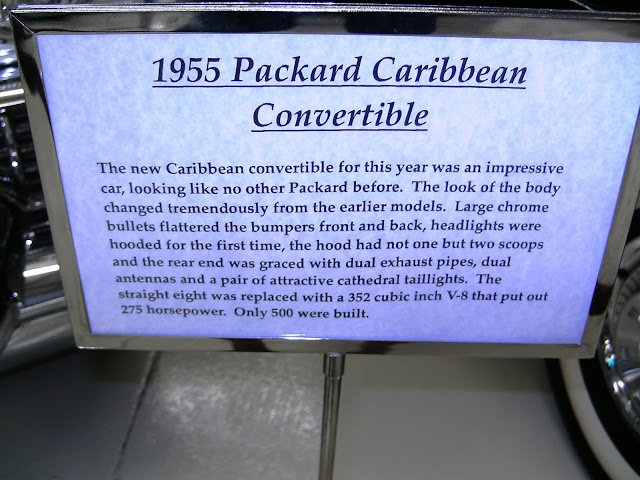 1955 Packard Caribbean
Convertible
The new Caribbean convertible for this year was an impressive
car, looking like no other Packard before. The look of the body
changed tremendously from the earlier models. Large chrome
bullets flattered the bumpers front and back, headlights were
hooded for the first time, the hood had not one but two scoops
and the rear end was graced with dual exhaust pipes, dual
antennas and a pair of attractive cathedral taillights. The
straight eight was replaced with a 352 cubic inch V-8 that put out
275 horsepower. Only 500 were built.